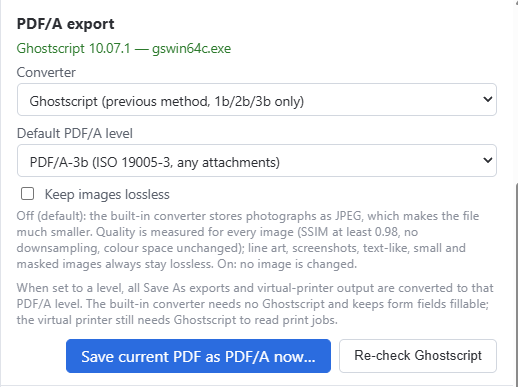 PDF/A export
Ghostscript 10.07.1 — gswin64c.exe
Converter
Ghostscript (previous method, 1b/2b/3b only)
Default PDF/A level
PDF/A-3b (ISO 19005-3, any attachments)
Keep images lossless
Off (default): the built-in converter stores photographs as JPEG, which makes the file
much smaller. Quality is measured for every image (SSIM at least 0.98, no
downsampling, colour space unchanged); line art, screenshots, text-like, small and
masked images always stay lossless. On: no image is changed.
When set to a level, all Save As exports and virtual-printer output are converted to that
PDF/A level. The built-in converter needs no Ghostscript and keeps form fields fillable;
the virtual printer still needs Ghostscript to read print jobs.
Save current PDF as PDF/A now...
Re-check Ghostscript